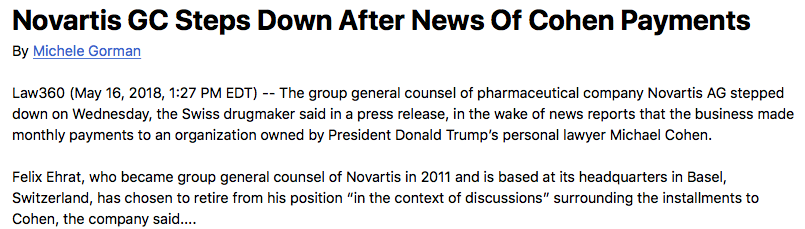 Novartis GC Steps Down After News Of Cohen Payments
By Michele Gorman
Law360 (May 16, 2018, 1:27 PM EDT) -- The group general counsel of pharmaceutical company Novartis AG stepped
down on Wednesday, the Swiss drugmaker said in a press release, in the wake of news reports that the business made
monthly payments to an organization owned by President Donald Trump’s personal lawyer Michael Cohen.
Felix Ehrat, who became group general counsel of Novartis in 2011 and is based at its headquarters in Basel,
Switzerland, has chosen to retire from his position “in the context of discussions” surrounding the installments to
Cohen, the company said....